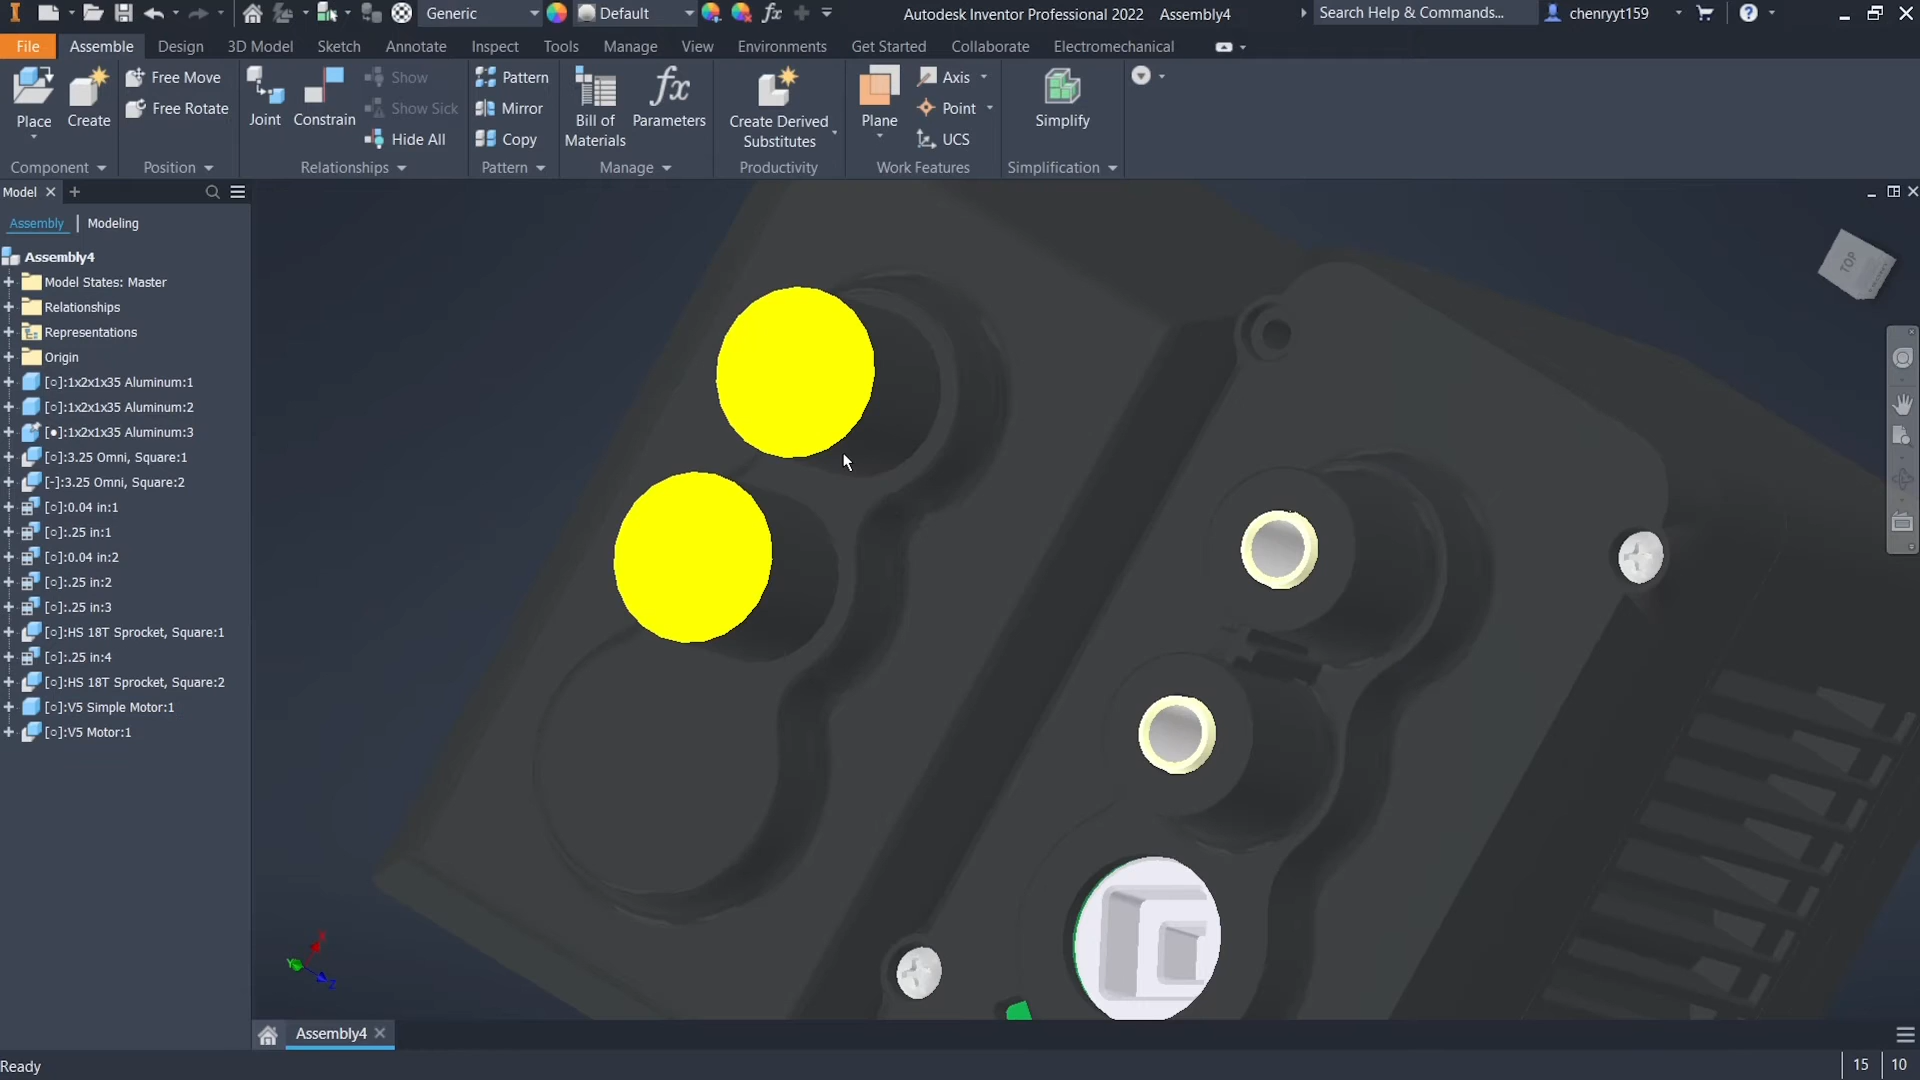 Generic
Default
Autodesk Inventor Professional 2022 Assembly4
Search Help & Commands...
chenryyt159
File
Assemble
Design
3D Model
Sketch
Annotate
Inspect
Tools
Manage
View
Environments
Get Started
Collaborate
Electromechanical
Place
Create
Free Move
Free Rotate
Joint
Constrain
Show
Show Sick
Hide All
Pattern
Mirror
Copy
Bill of
Materials
fx
Parameters
Create Derived
Substitutes
Plane
Axis
Point
UCS
Simplify
Component
Position
Relationships
Pattern
Manage
Productivity
Work Features
Simplification
Model
Assembly
Modeling
Assembly4
Model States: Master
Relationships
Representations
Origin
[○]:1x2x1x35 Aluminum:1
[○]:1x2x1x35 Aluminum:2
[●]:1x2x1x35 Aluminum:3
[○]:3.25 Omni, Square:1
[-]:3.25 Omni, Square:2
[○]:0.04 in:1
[○]:.25 in:1
[○]:0.04 in:2
[○]:.25 in:2
[○]:.25 in:3
[○]:HS 18T Sprocket, Square:1
[○]:.25 in:4
[○]:HS 18T Sprocket, Square:2
[○]:V5 Simple Motor:1
[○]:V5 Motor:1
TOP
X
Y
Z
Assembly4
Ready
15
10